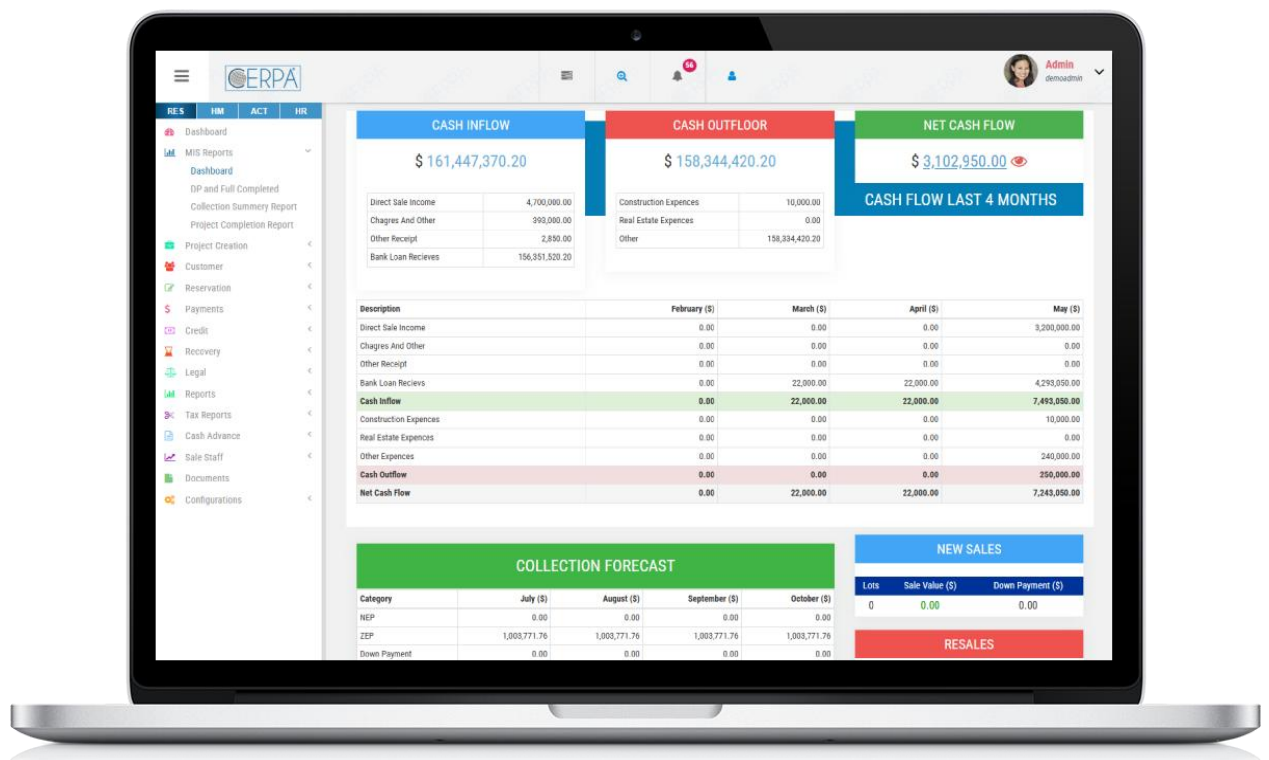 CERPA
56
Admin
demoadmin
RES HM ACT HR
Dashboard
MIS Reports
Dashboard
DP and Full Completed
Collection Summery Report
Project Completion Report
Project Creation
Customer
Reservation
Payments
Credit
Recovery
Legal
Reports
Tax Reports
Cash Advance
Sale Staff
Documents
Configurations
CASH INFLOW
$ 161,447,370.20
Direct Sale Income 4,700,000.00
Chagres And Other 393,000.00
Other Receipt 2,850.00
Bank Loan Recieves 156,351,520.20
CASH OUTFLOOR
$ 158,344,420.20
Construction Expences 10,000.00
Real Estate Expences 0.00
Other 158,334,420.20
NET CASH FLOW
$ 3,102,950.00
CASH FLOW LAST 4 MONTHS
Description February ($) March ($) April ($) May ($)
Direct Sale Income 0.00 0.00 0.00 3,200,000.00
Chagres And Other 0.00 0.00 0.00 0.00
Other Receipt 0.00 0.00 0.00 0.00
Bank Loan Recievs 0.00 22,000.00 22,000.00 4,293,050.00
Cash Inflow 0.00 22,000.00 22,000.00 7,493,050.00
Construction Expences 0.00 0.00 0.00 10,000.00
Real Estate Expences 0.00 0.00 0.00 0.00
Other Expences 0.00 0.00 0.00 240,000.00
Cash Outflow 0.00 0.00 0.00 250,000.00
Net Cash Flow 0.00 22,000.00 22,000.00 7,243,050.00
COLLECTION FORECAST
Category July ($) August ($) September ($) October ($)
NEP 0.00 0.00 0.00 0.00
ZEP 1,003,771.76 1,003,771.76 1,003,771.76 1,003,771.76
Down Payment 0.00 0.00 0.00 0.00
NEW SALES
Lots Sale Value ($) Down Payment ($)
0 0.00 0.00
RESALES